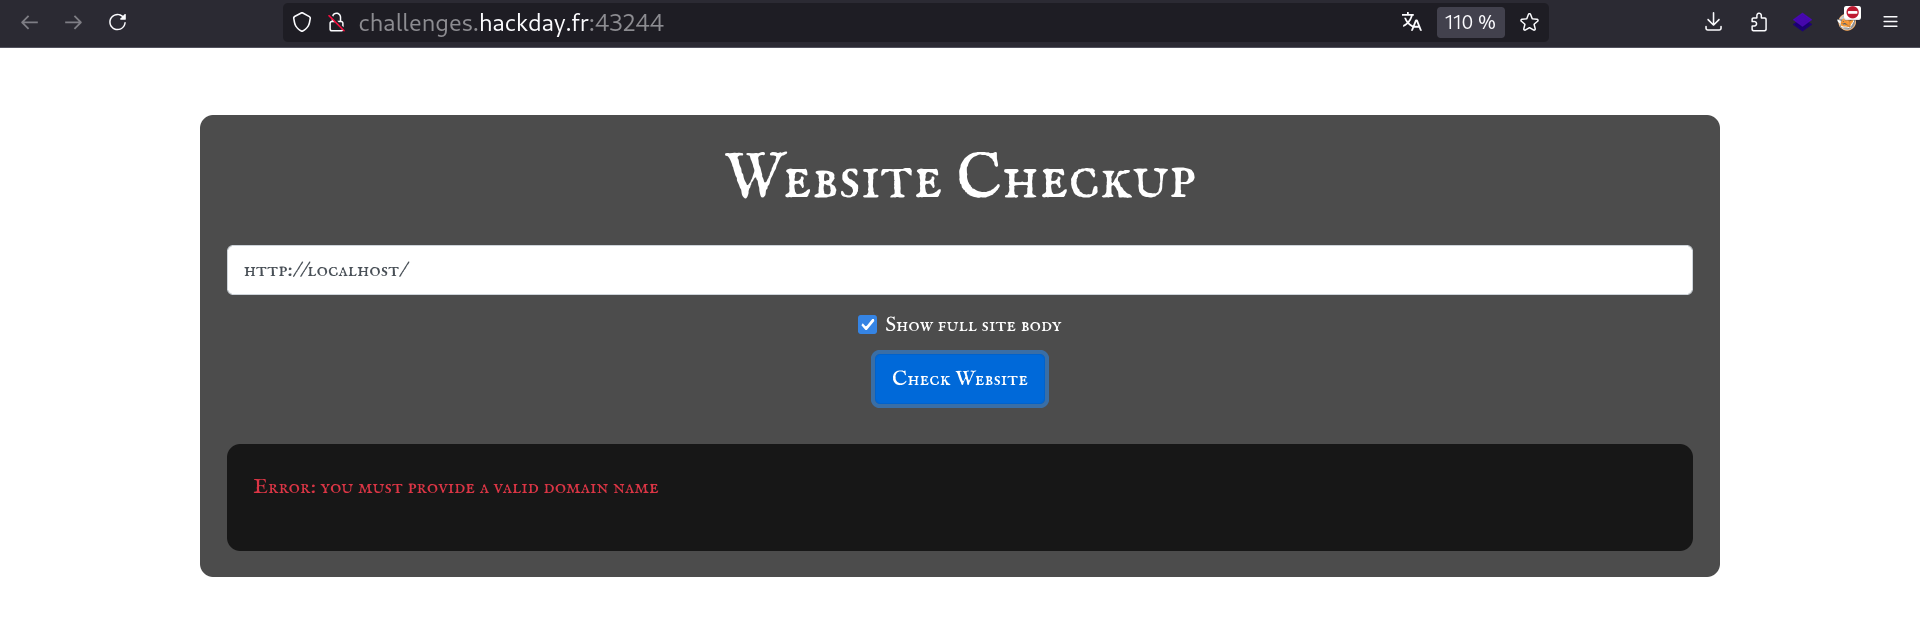 challenges.hackday.fr:43244
110 %
Website Checkup
http://localhost/
Show full site body
Check Website
Error: you must provide a valid domain name